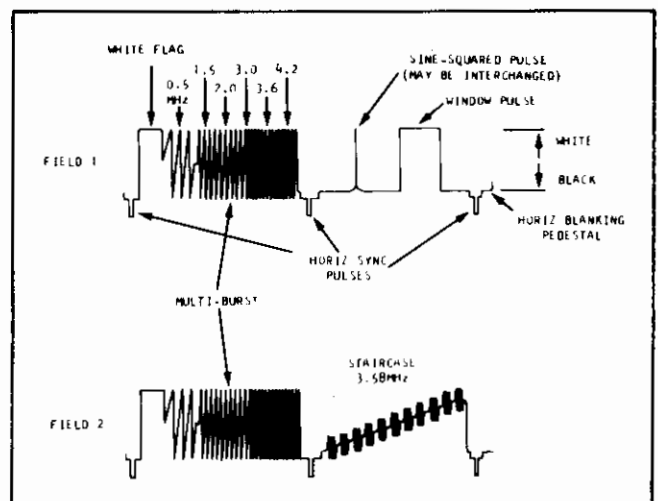 WHITE FLAG
0.5
MHz
1.5
2.0
3.0
3.6
4.2
SINE-SQUARED PULSE
(MAY BE INTERCHANGED)
WINDOW PULSE
WHITE
BLACK
FIELD 1
HORIZ BLANKING
PEDESTAL
HORIZ SYNC
PULSES
MULTI-BURST
STAIRCASE
3.58MHz
FIELD 2